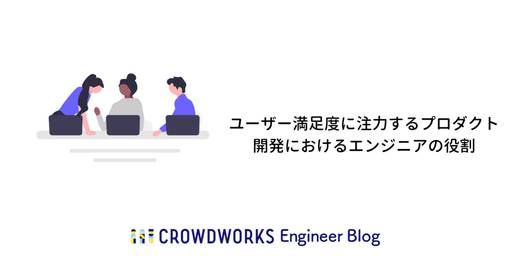 ユーザー満足度に注力するプロダクト
開発におけるエンジニアの役割
CROWDWORKS Engineer Blog